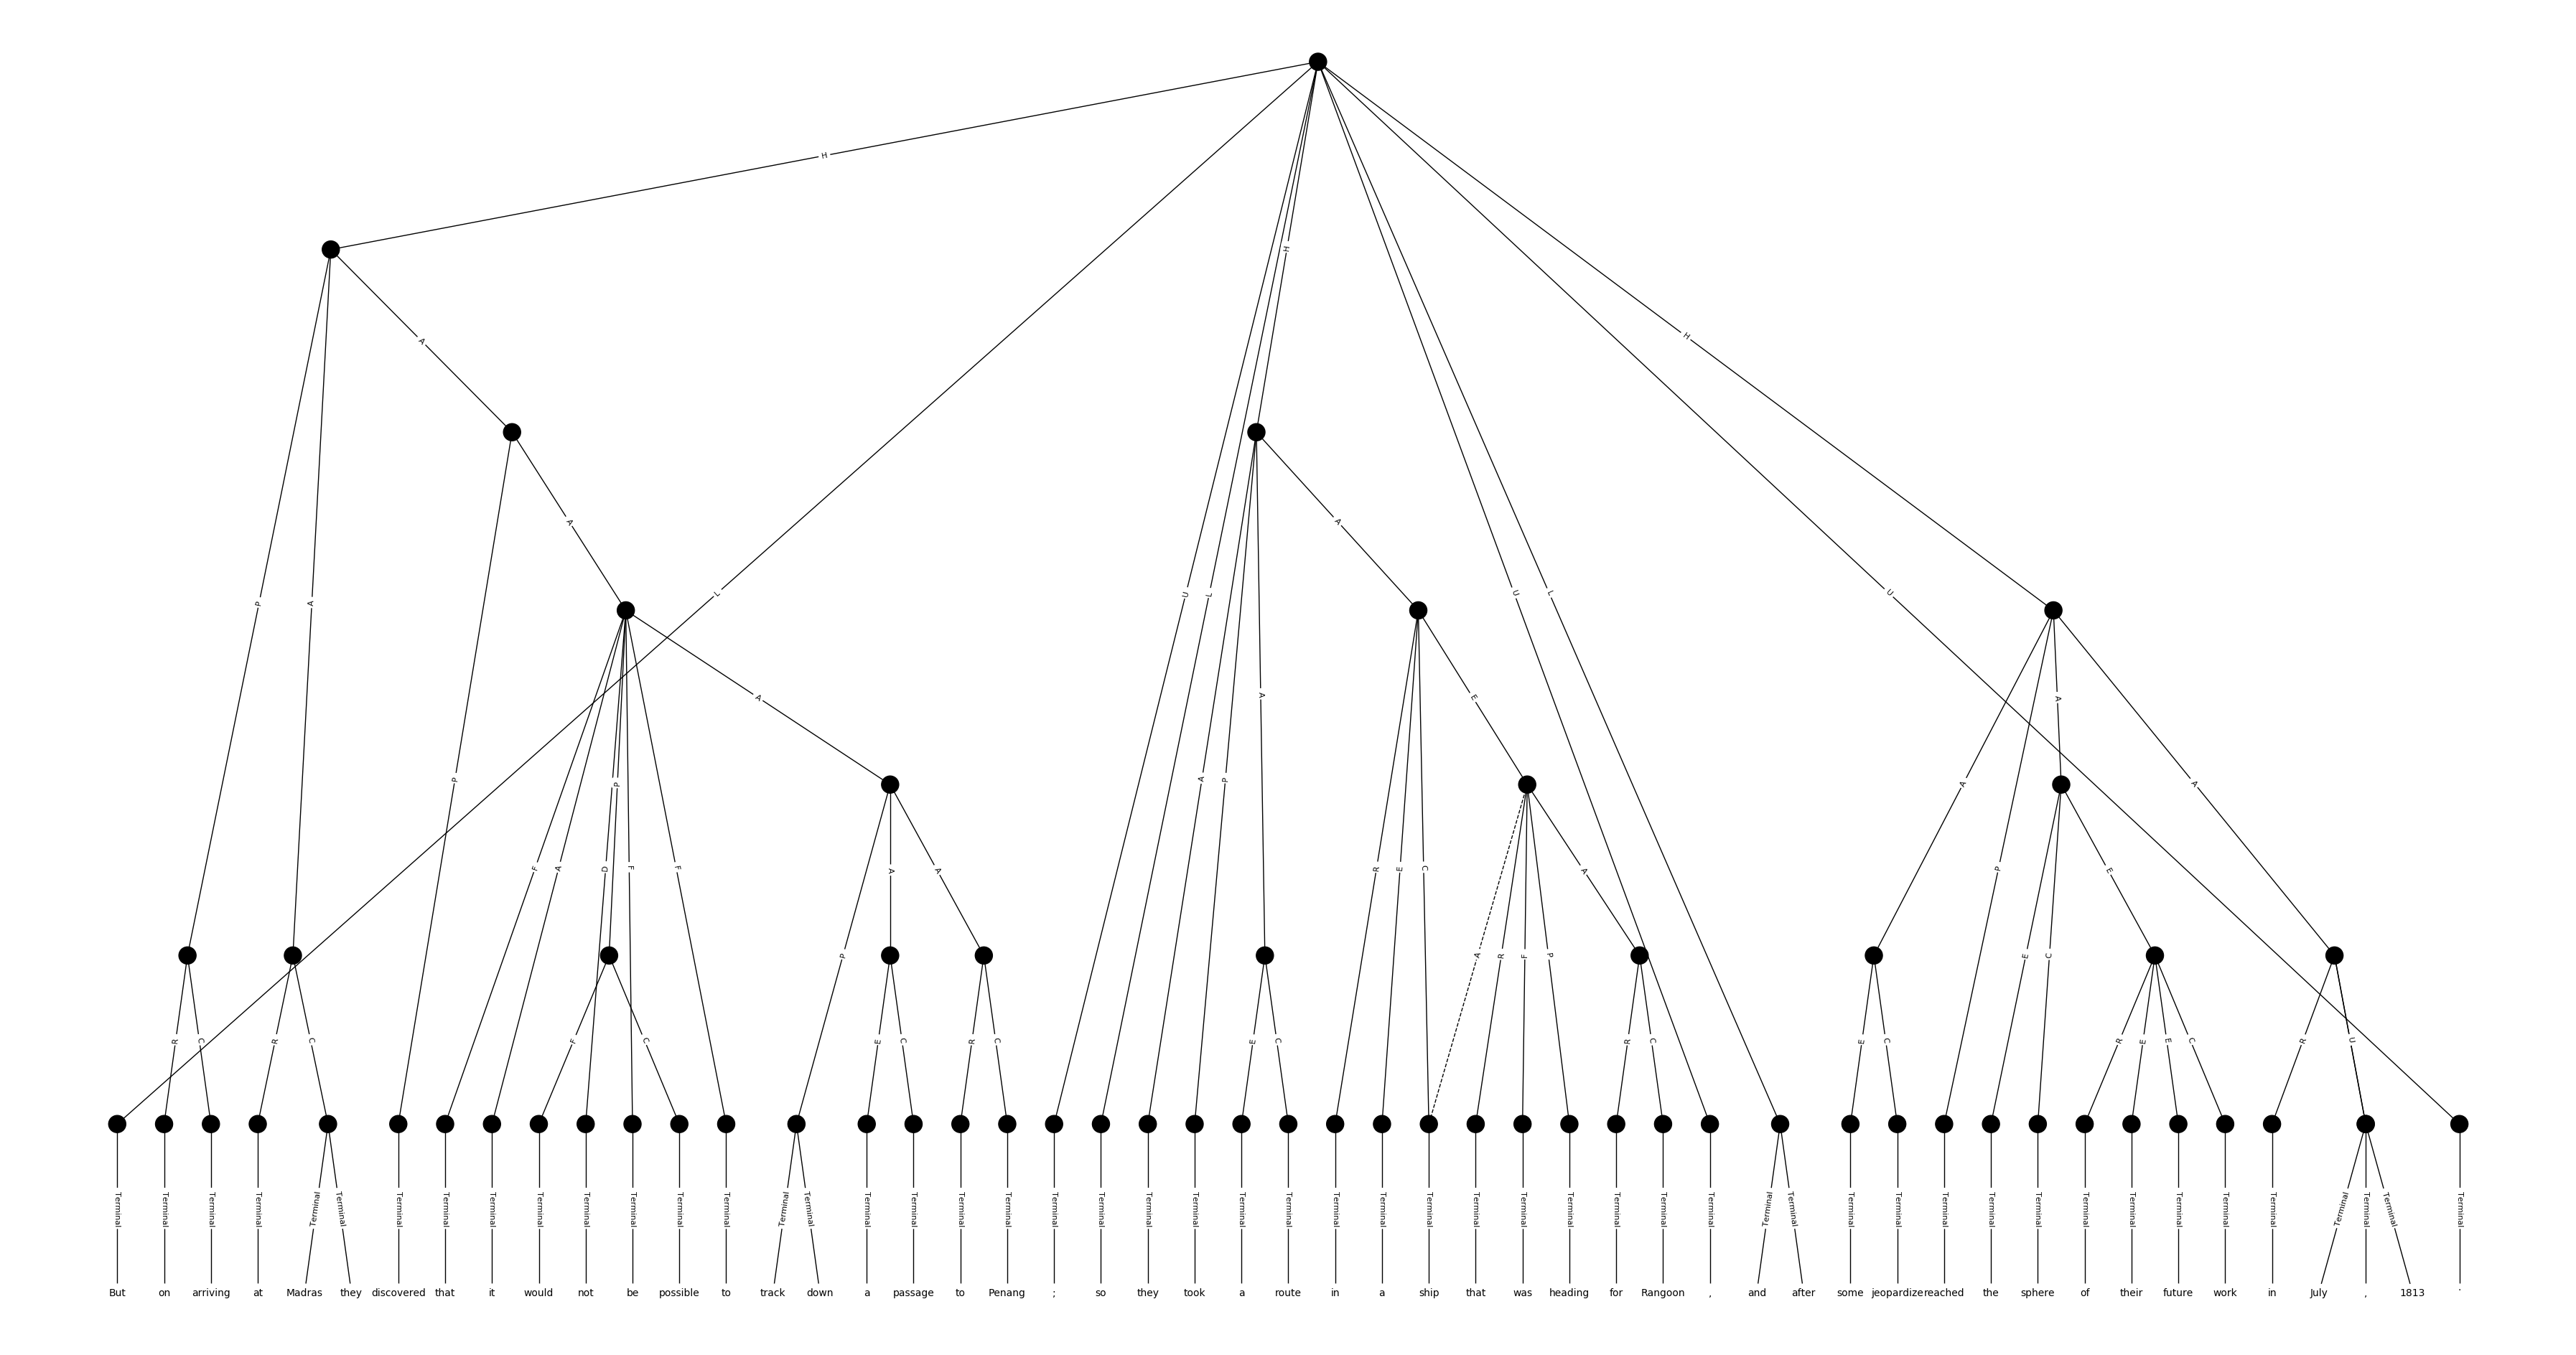 H
A
H
A
H
A
P A L U L A U L U
A A E A A
P P A P A
F A D P F F A R E C P
P A A R F P E C E
R C R C F C E C R C E C R C E C R E E C R U
Terminal Terminal Terminal Terminal Terminal Terminal Terminal Terminal Terminal Terminal Terminal Terminal Terminal Terminal Terminal Terminal Terminal Terminal Terminal Terminal Terminal Terminal Terminal Terminal Terminal Terminal Terminal Terminal Terminal Terminal Terminal Terminal Terminal Terminal Terminal Terminal Terminal Terminal Terminal Terminal Terminal Terminal Terminal Terminal Terminal Terminal Terminal Terminal Terminal Terminal
But on arriving at Madras they discovered that it would not be possible to track down a passage to Penang ; so they took a route in a ship that was heading for Rangoon , and after some jeopardize reached the sphere of their future work in July , 1813 .